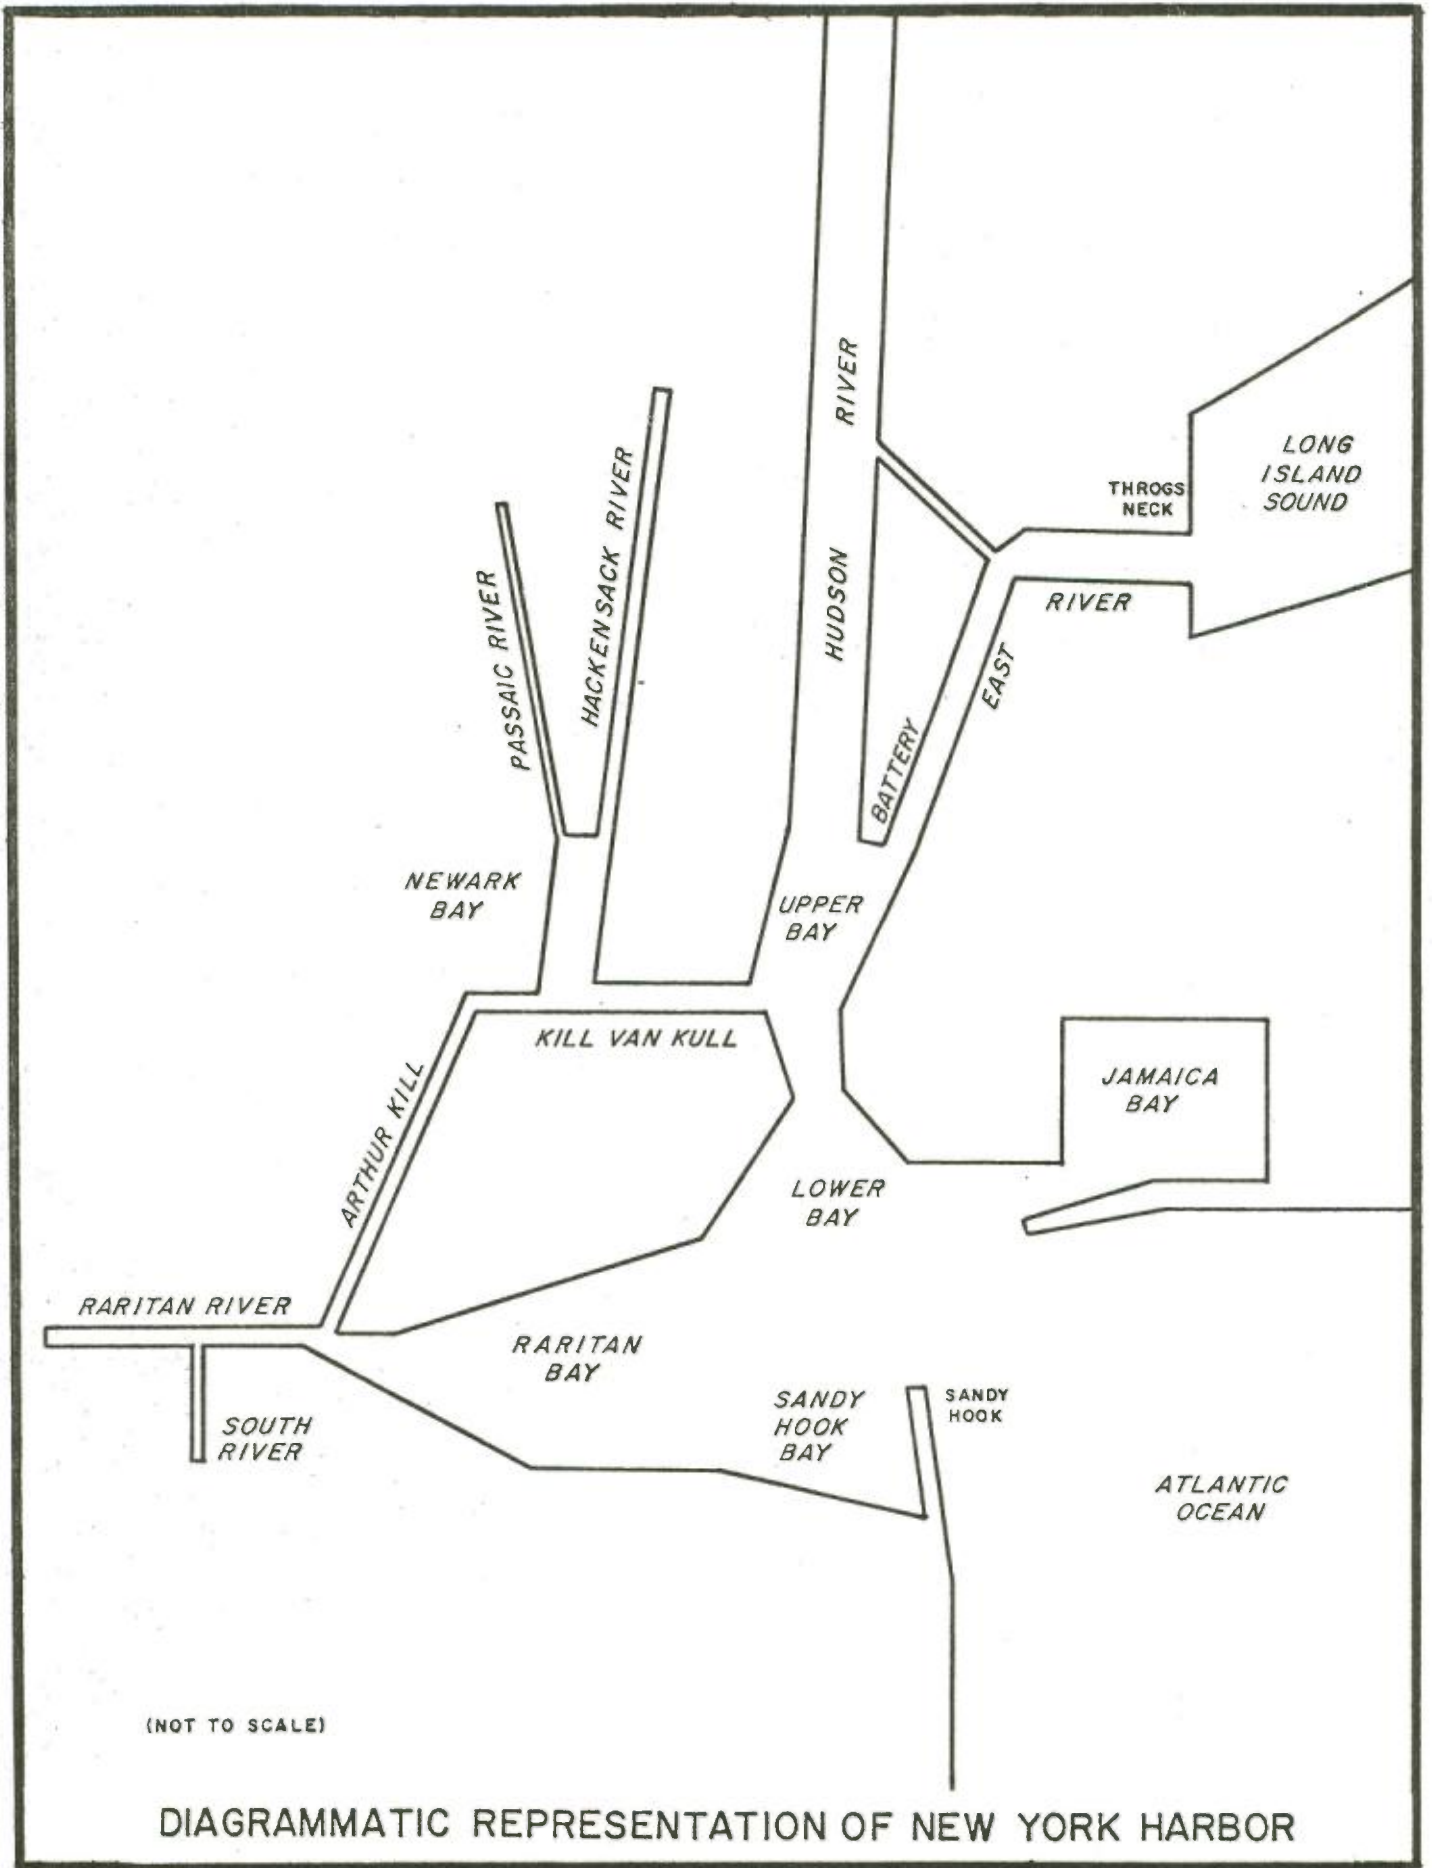 RIVER
LONG
ISLAND
SOUND
THROGS
NECK
HACKENSACK RIVER
HUDSON
PASSAIC RIVER
RIVER
EAST
BATTERY
NEWARK
BAY
UPPER
BAY
KILL VAN KULL
JAMAICA
BAY
ARTHUR KILL
LOWER
BAY
RARITAN RIVER
RARITAN
BAY
SANDY
HOOK
BAY
SANDY
HOOK
SOUTH
RIVER
ATLANTIC
OCEAN
(NOT TO SCALE)
DIAGRAMMATIC REPRESENTATION OF NEW YORK HARBOR